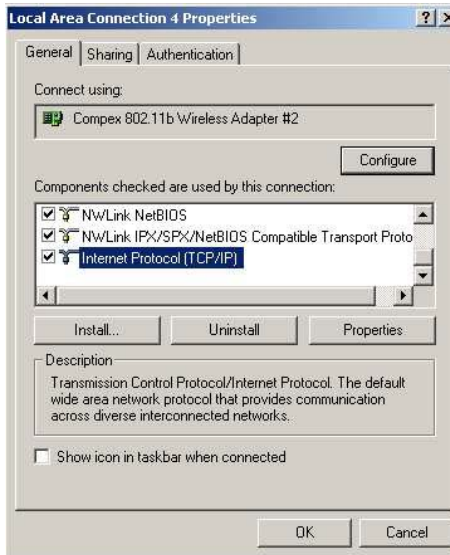 Local Area Connection 4 Properties
General Sharing Authentication
Connect using:
Compex 802.11b Wireless Adapter #2
Configure
Components checked are used by this connection:
NWLink NetBIOS
NWLink IPX/SPX/NetBIOS Compatible Transport Proto
Internet Protocol (TCP/IP)
Install... Uninstall Properties
Description
Transmission Control Protocol/Internet Protocol. The default
wide area network protocol that provides communication
across diverse interconnected networks.
Show icon in taskbar when connected
OK Cancel